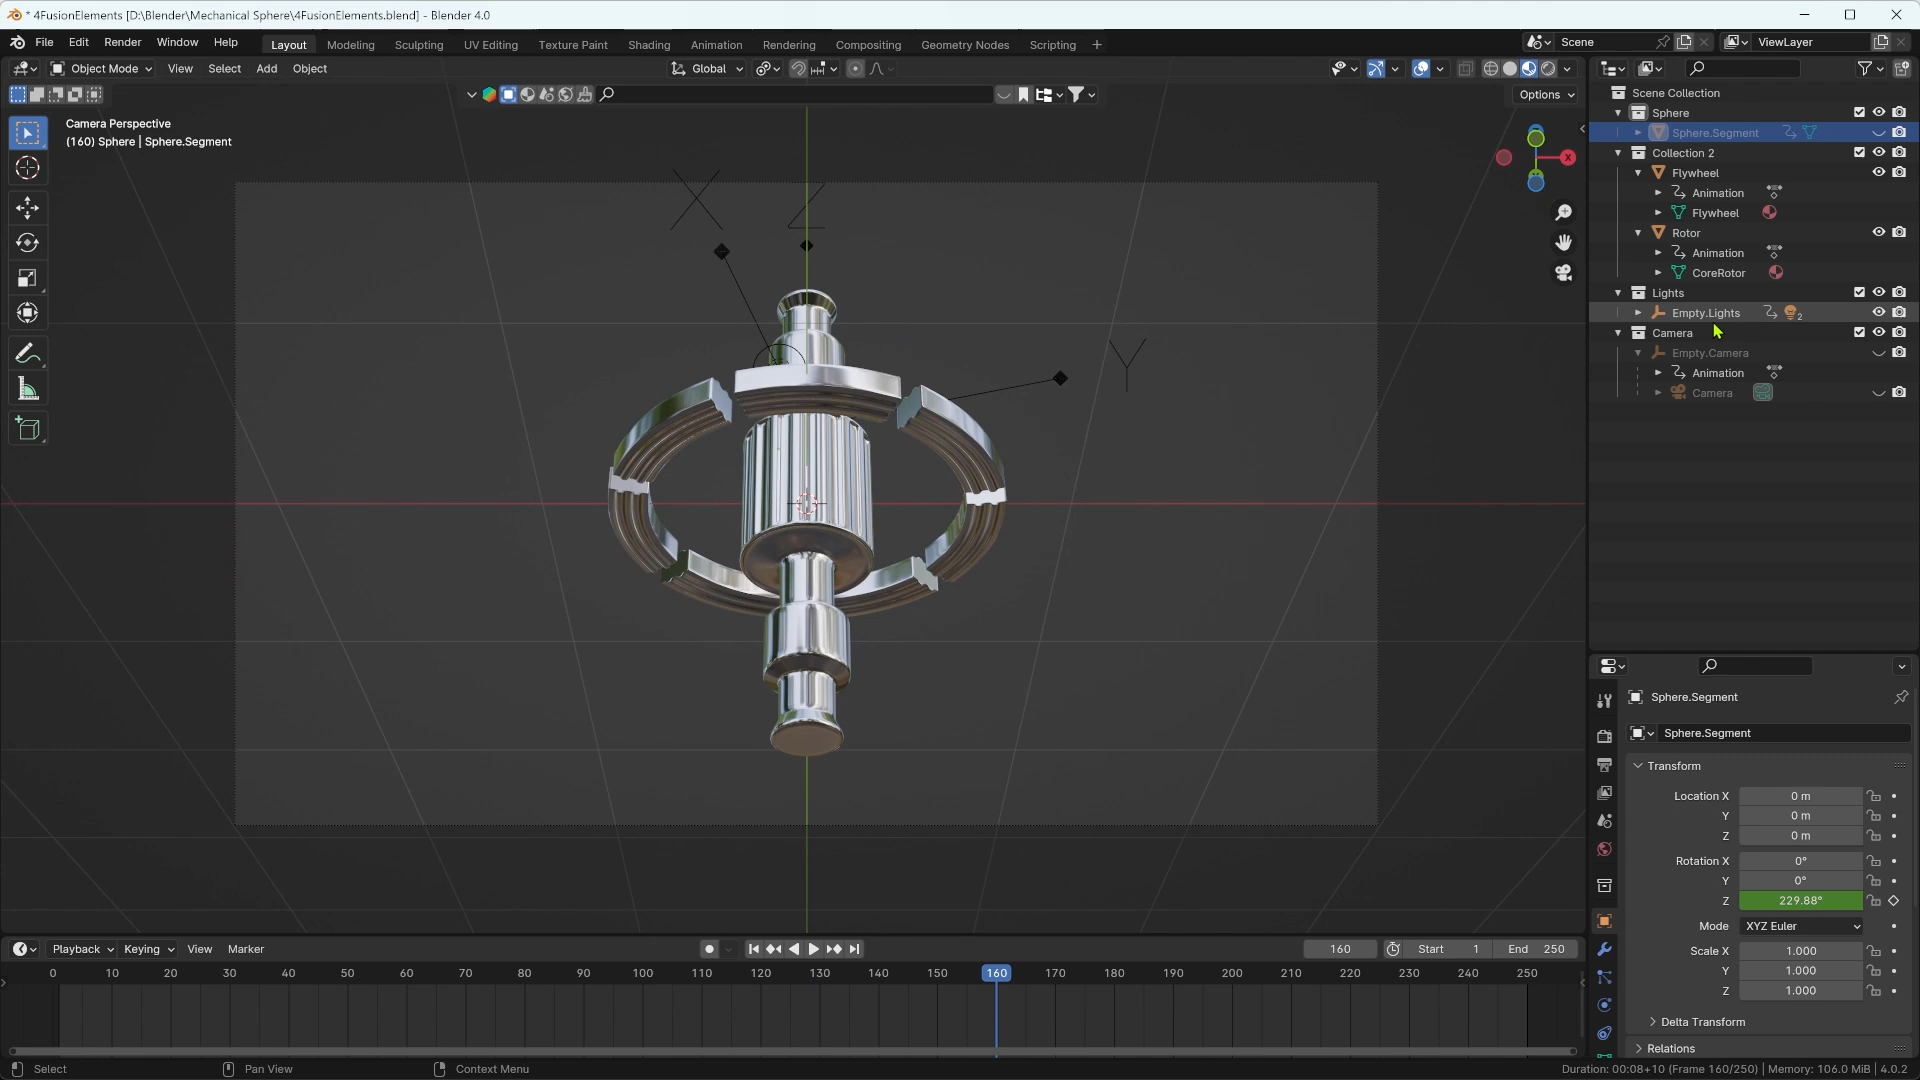 * 4FusionElements [D:\Blender\Mechanical Sphere\4FusionElements.blend] - Blender 4.0
File Edit Render Window Help Layout Modeling Sculpting UV Editing Texture Paint Shading Animation Rendering Compositing Geometry Nodes Scripting + Scene ViewLayer
Object Mode View Select Add Object Global
Options
Camera Perspective
(160) Sphere | Sphere.Segment
X
Z
Y
X
Scene Collection
Sphere
Sphere.Segment
Collection 2
Flywheel
Animation
Flywheel
Rotor
Animation
CoreRotor
Lights
Empty.Lights 2
Camera
Empty.Camera
Animation
Camera
Sphere.Segment
Sphere.Segment
Transform
Location X 0 m
Y 0 m
Z 0 m
Rotation X 0°
Y 0°
Z 229.88°
Mode XYZ Euler
Scale X 1.000
Y 1.000
Z 1.000
Delta Transform
Relations
Playback Keying View Marker 160 Start 1 End 250
0 10 20 30 40 50 60 70 80 90 100 110 120 130 140 150 160 170 180 190 200 210 220 230 240 250
Select Pan View Context Menu Duration: 00:08+10 (Frame 160/250) | Memory: 106.0 MiB | 4.0.2